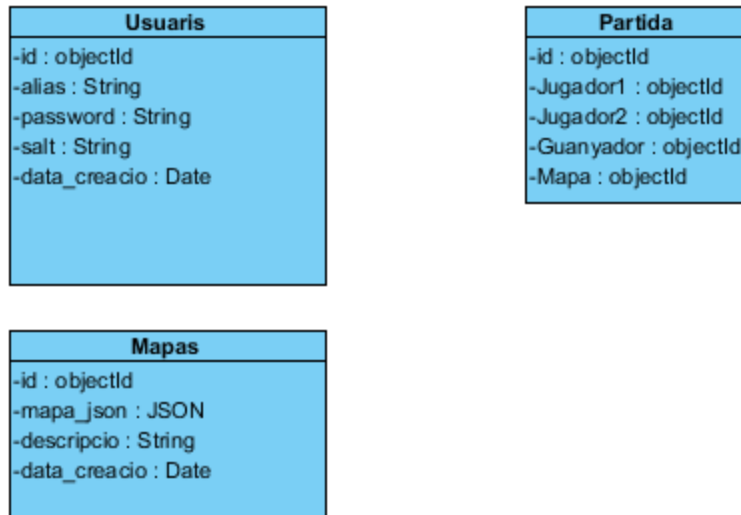 Usuaris
-id : objectId
-alias : String
-password : String
-salt : String
-data_creacio : Date
Partida
-id : objectId
-Jugador1 : objectId
-Jugador2 : objectId
-Guanyador : objectId
-Mapa : objectId
Mapas
-id : objectId
-mapa_json : JSON
-descripcio : String
-data_creacio : Date